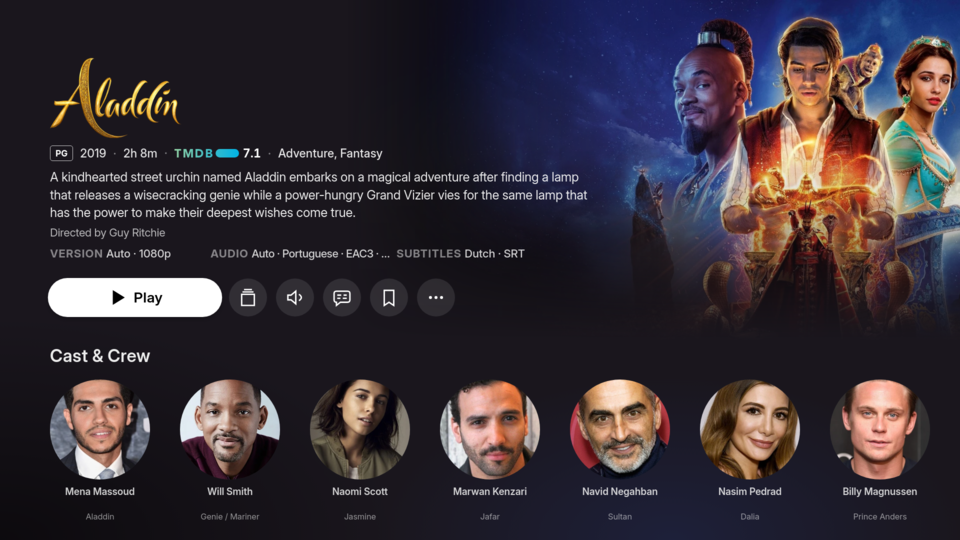 Aladdin
PG 2019 · 2h 8m · TMDB 7.1 · Adventure, Fantasy
A kindhearted street urchin named Aladdin embarks on a magical adventure after finding a lamp
that releases a wisecracking genie while a power-hungry Grand Vizier vies for the same lamp that
has the power to make their deepest wishes come true.
Directed by Guy Ritchie
VERSION Auto · 1080p AUDIO Auto · Portuguese · EAC3 · ... SUBTITLES Dutch · SRT
Play
Cast & Crew
Mena Massoud Will Smith Naomi Scott Marwan Kenzari Navid Negahban Nasim Pedrad Billy Magnussen
Aladdin Genie / Mariner Jasmine Jafar Sultan Dalia Prince Anders